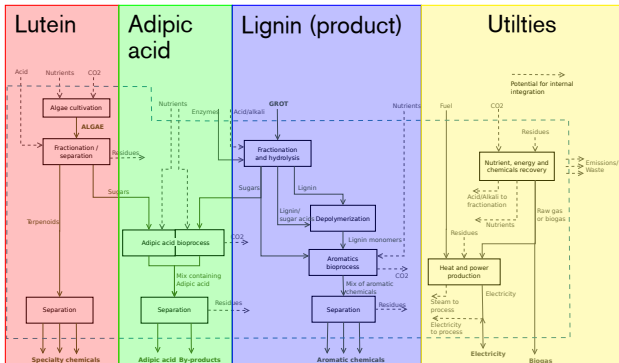 Lutein
Adipic
acid
Lignin (product)
Utilties
Acid
Nutrients
CO2
Algae cultivation
ALGAE
Fractionation /
separation
Residues
Sugars
Terpenoids
Separation
Specialty chemicals
Nutrients
Enzymes
Adipic acid bioprocess
CO2
Mix containing
Adipic acid
Separation
Residues
Adipic acid By-products
Acid/alkali
GROT
Nutrients
Fractionation
and hydrolysis
Sugars
Lignin
Lignin/
sugar acids
Depolymerization
Lignin monomers
Aromatics
bioprocess
CO2
Mix of aromatic
chemicals
Separation
Residues
Aromatic chemicals
Potential for internal
integration
Fuel
CO2
Residues
Nutrient, energy and
chemicals recovery
Emissions/
Waste
Acid/Alkali to
fractionation
Nutrients
Raw gas
or biogas
Residues
Heat and power
production
Electricity
Steam to
process
Electricity
to process
Electricity
Biogas